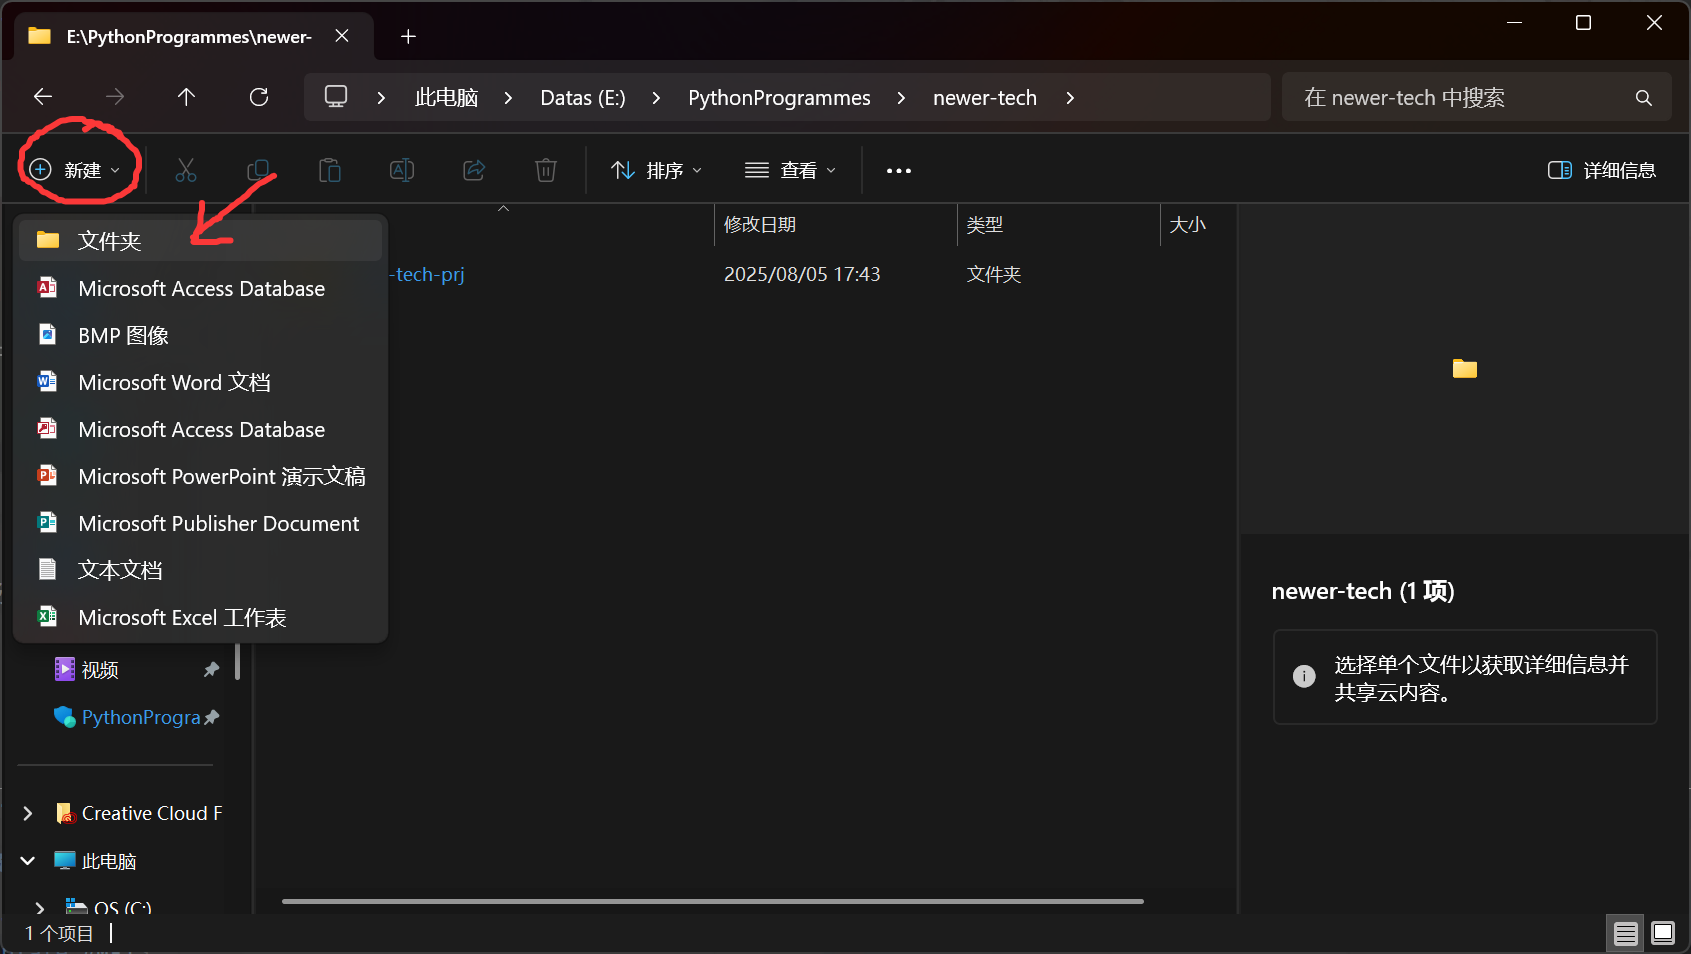 E:\PythonProgrammes\newer-
此电脑 Datas (E:) PythonProgrammes newer-tech
在 newer-tech 中搜索
新建
排序
查看
详细信息
修改日期 类型 大小
-tech-prj 2025/08/05 17:43 文件夹
文件夹
Microsoft Access Database
BMP 图像
Microsoft Word 文档
Microsoft Access Database
Microsoft PowerPoint 演示文稿
Microsoft Publisher Document
文本文档
Microsoft Excel 工作表
视频
PythonProgra
Creative Cloud F
此电脑
OS (C:)
newer-tech (1 项)
选择单个文件以获取详细信息并
共享云内容。
1 个项目